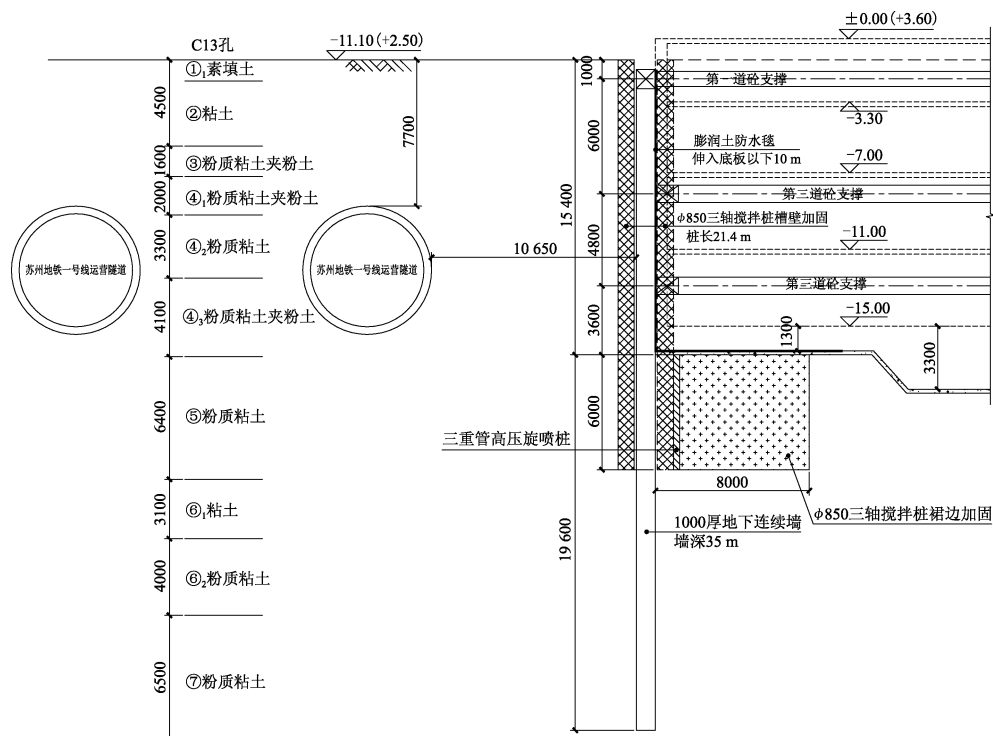 C13孔
-11.10(+2.50)
±0.00(+3.60)
①₁素填土
4500
②粘土
1600
③粉质粘土夹粉土
2000
④₁粉质粘土夹粉土
3300
④₂粉质粘土
4100
④₃粉质粘土夹粉土
6400
⑤粉质粘土
3100
⑥₁粘土
4000
⑥₂粉质粘土
6500
⑦粉质粘土
苏州地铁一号线运营隧道
苏州地铁一号线运营隧道
7700
10 650
15 400
19 600
1000
6000
4800
3600
6000
第一道砼支撑
-3.30
膨润土防水毯
伸入底板以下10 m
-7.00
第三道砼支撑
φ850三轴搅拌桩槽壁加固
桩长21.4 m
-11.00
第三道砼支撑
-15.00
1300
3300
三重管高压旋喷桩
8000
φ850三轴搅拌桩裙边加固
1000厚地下连续墙
墙深35 m